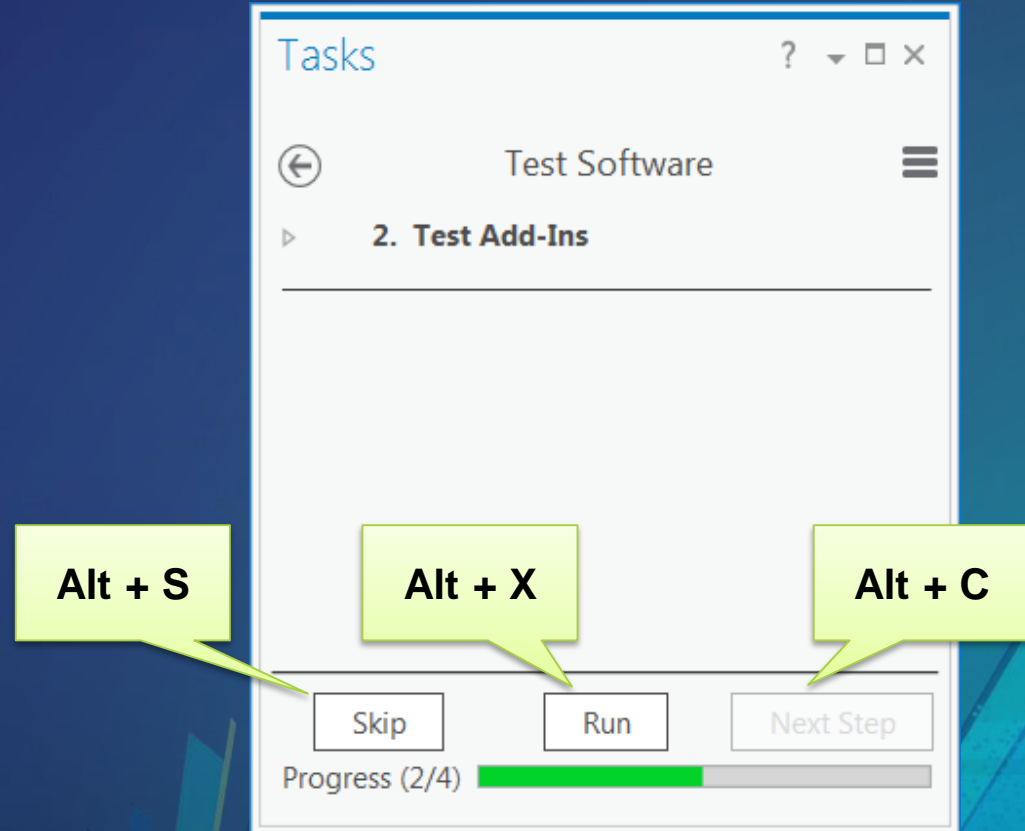 Tasks ?
Test Software
2. Test Add-Ins
Alt + S
Alt + X
Alt + C
Skip
Run
Next Step
Progress (2/4)